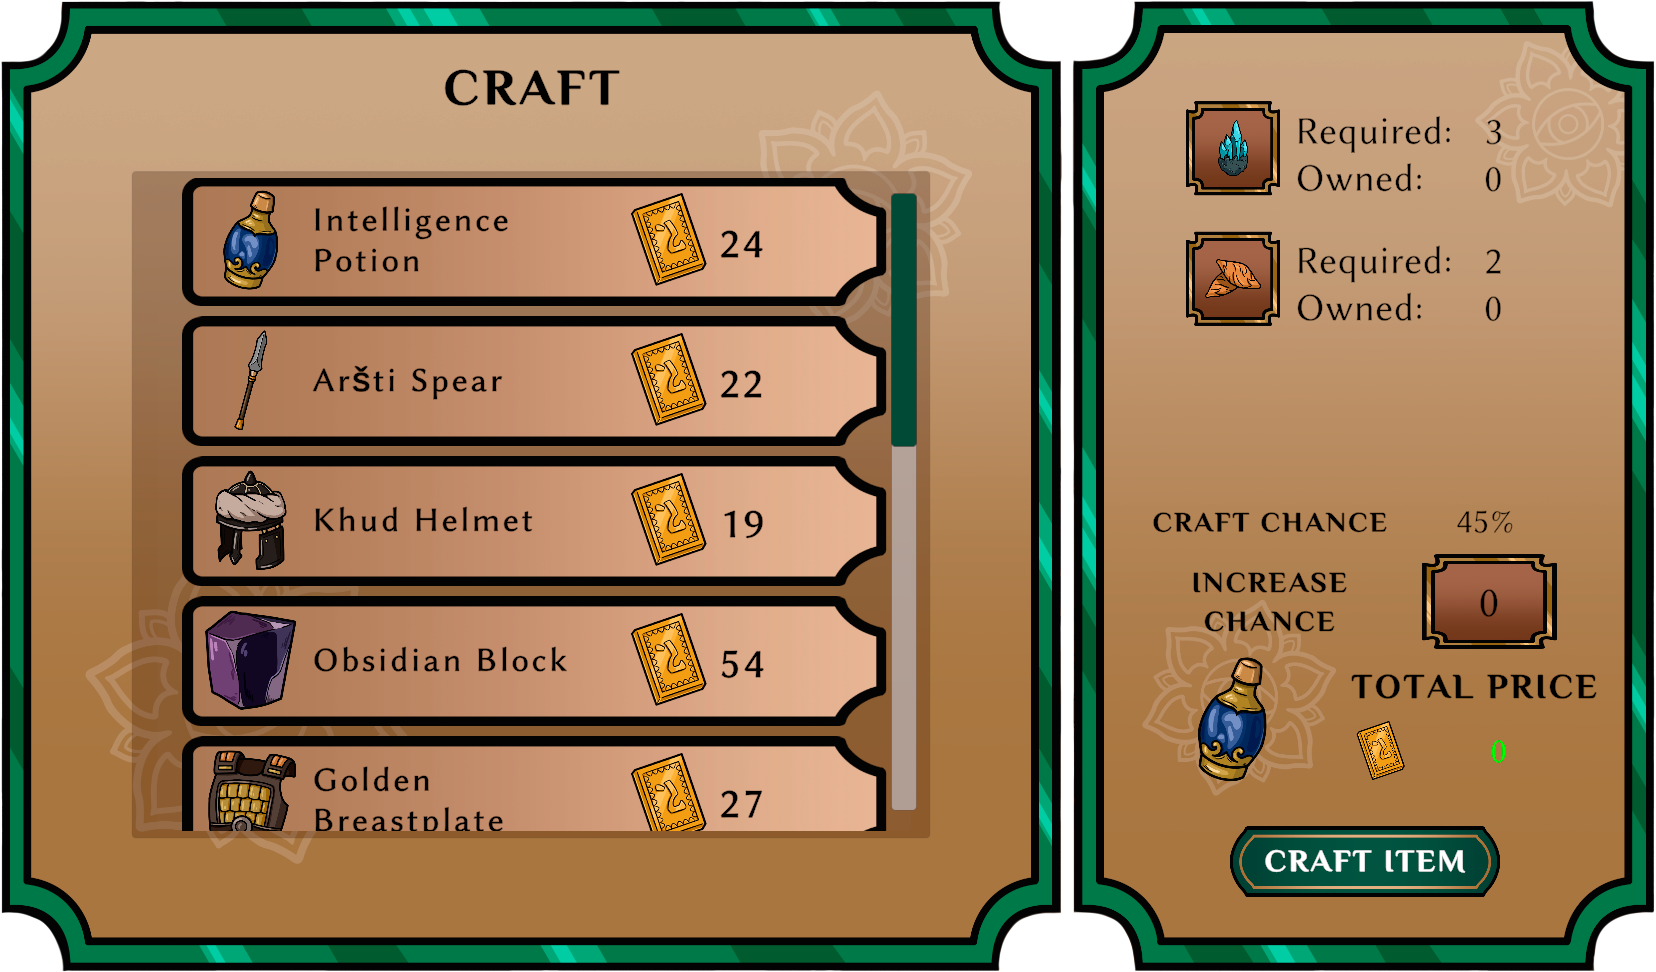 CRAFT
Intelligence
Potion
24
Aršti Spear
22
Khud Helmet
19
Obsidian Block
54
Golden
Breastplate
27
Required: 3
Owned: 0
Required: 2
Owned: 0
CRAFT CHANCE 45%
INCREASE
CHANCE
0
TOTAL PRICE
0
CRAFT ITEM